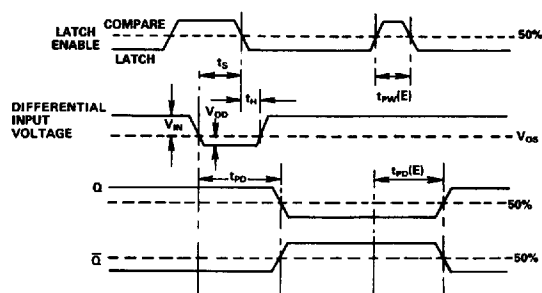 COMPARE
LATCH
ENABLE
50%
LATCH
tS
tH
tPW(E)
DIFFERENTIAL
INPUT
VOLTAGE
VIN
VOD
VOS
tPD
tPD(E)
Q
50%
Q̅
50%